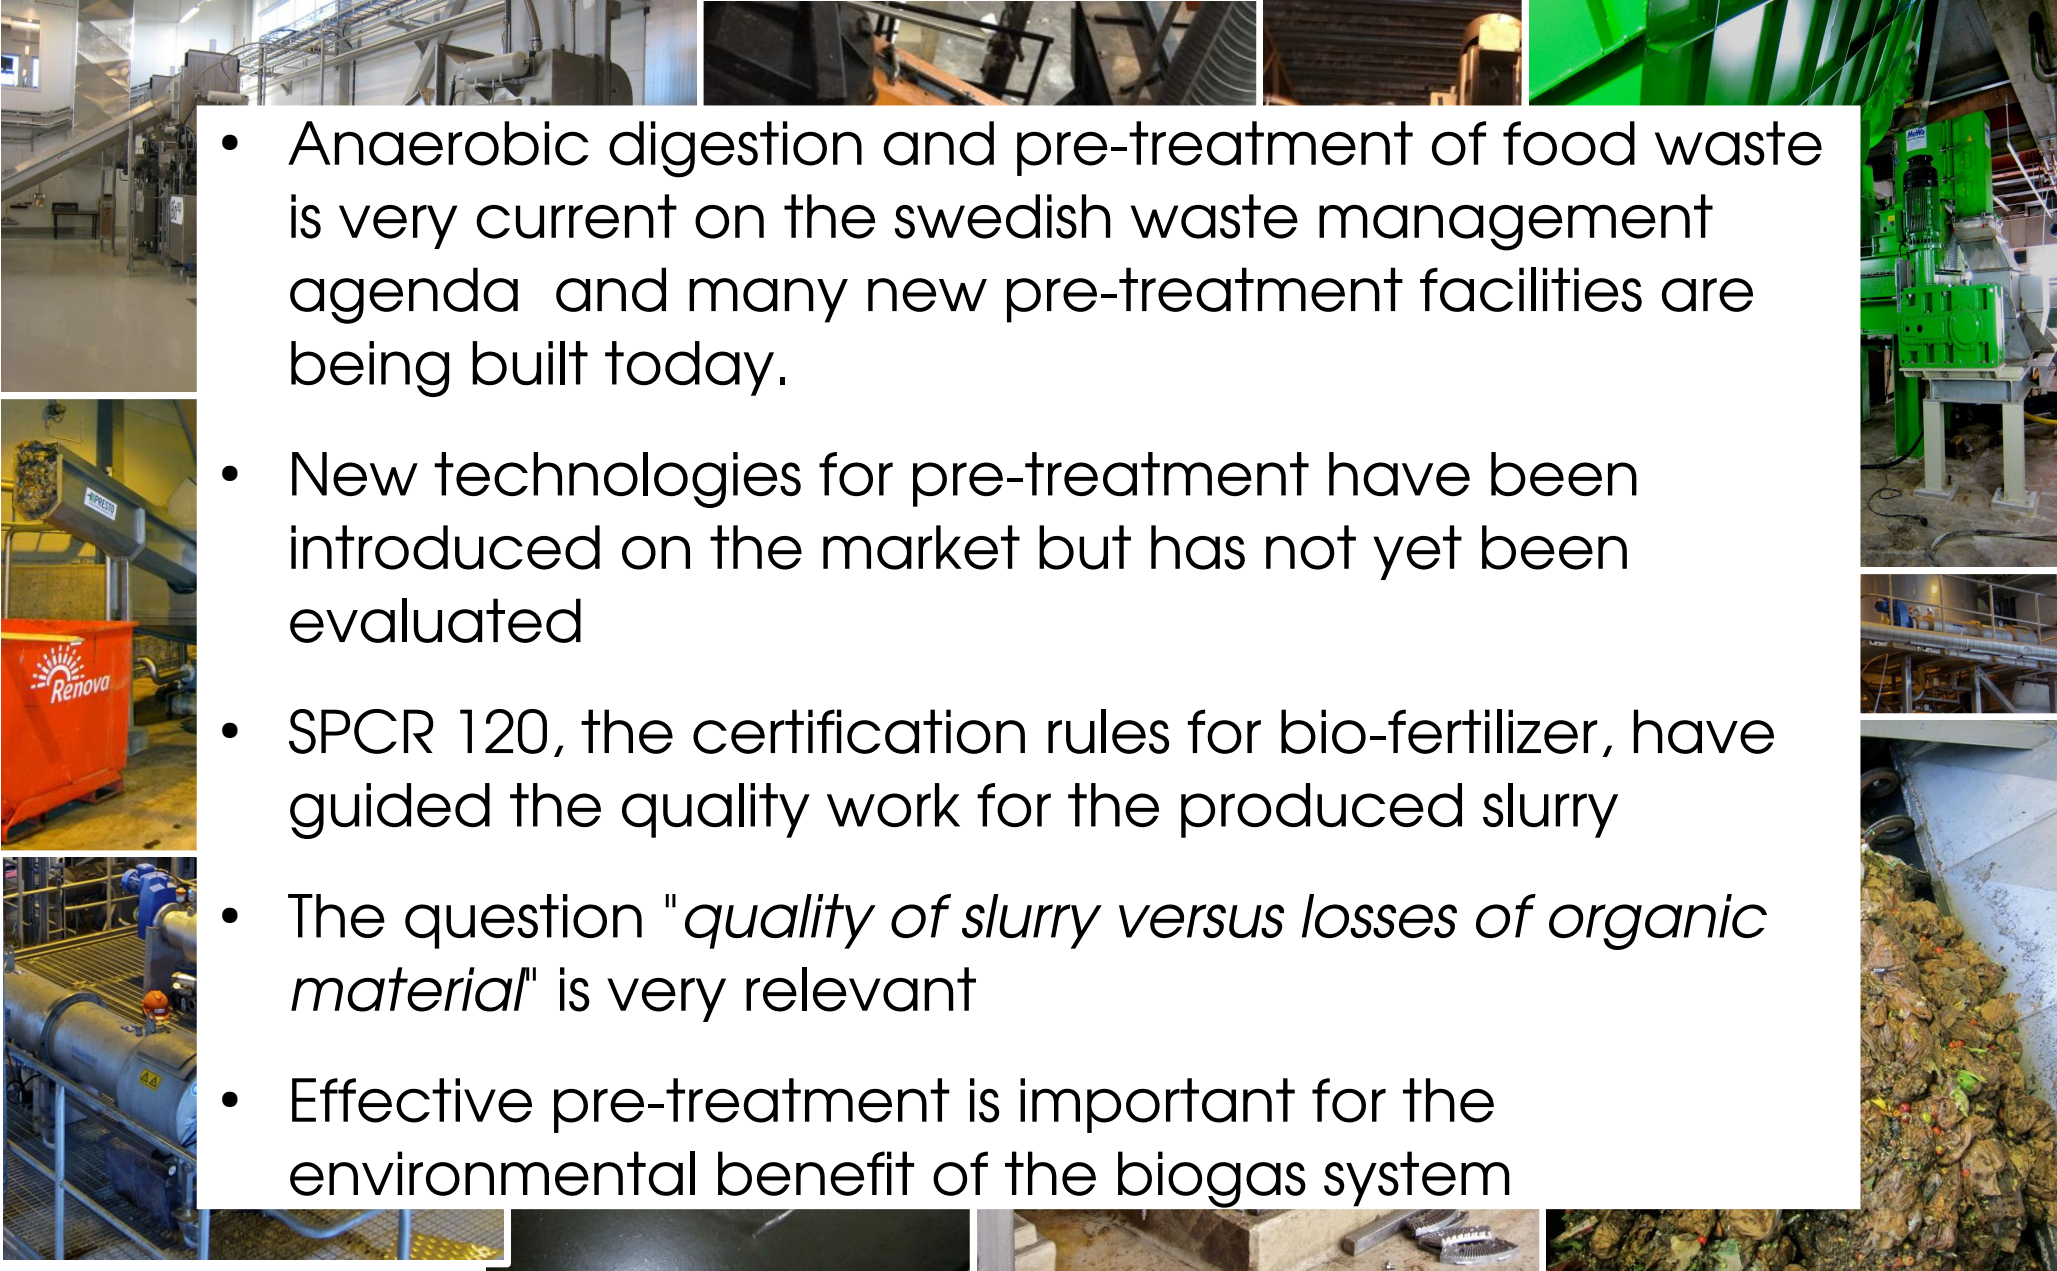 • Anaerobic digestion and pre-treatment of food waste
is very current on the swedish waste management
agenda  and many new pre-treatment facilities are
being built today.
• New technologies for pre-treatment have been
introduced on the market but has not yet been
evaluated
• SPCR 120, the certification rules for bio-fertilizer, have
guided the quality work for the produced slurry
• The question "quality of slurry versus losses of organic
material" is very relevant
• Effective pre-treatment is important for the
environmental benefit of the biogas system
MeWa
PRESTO
Renova